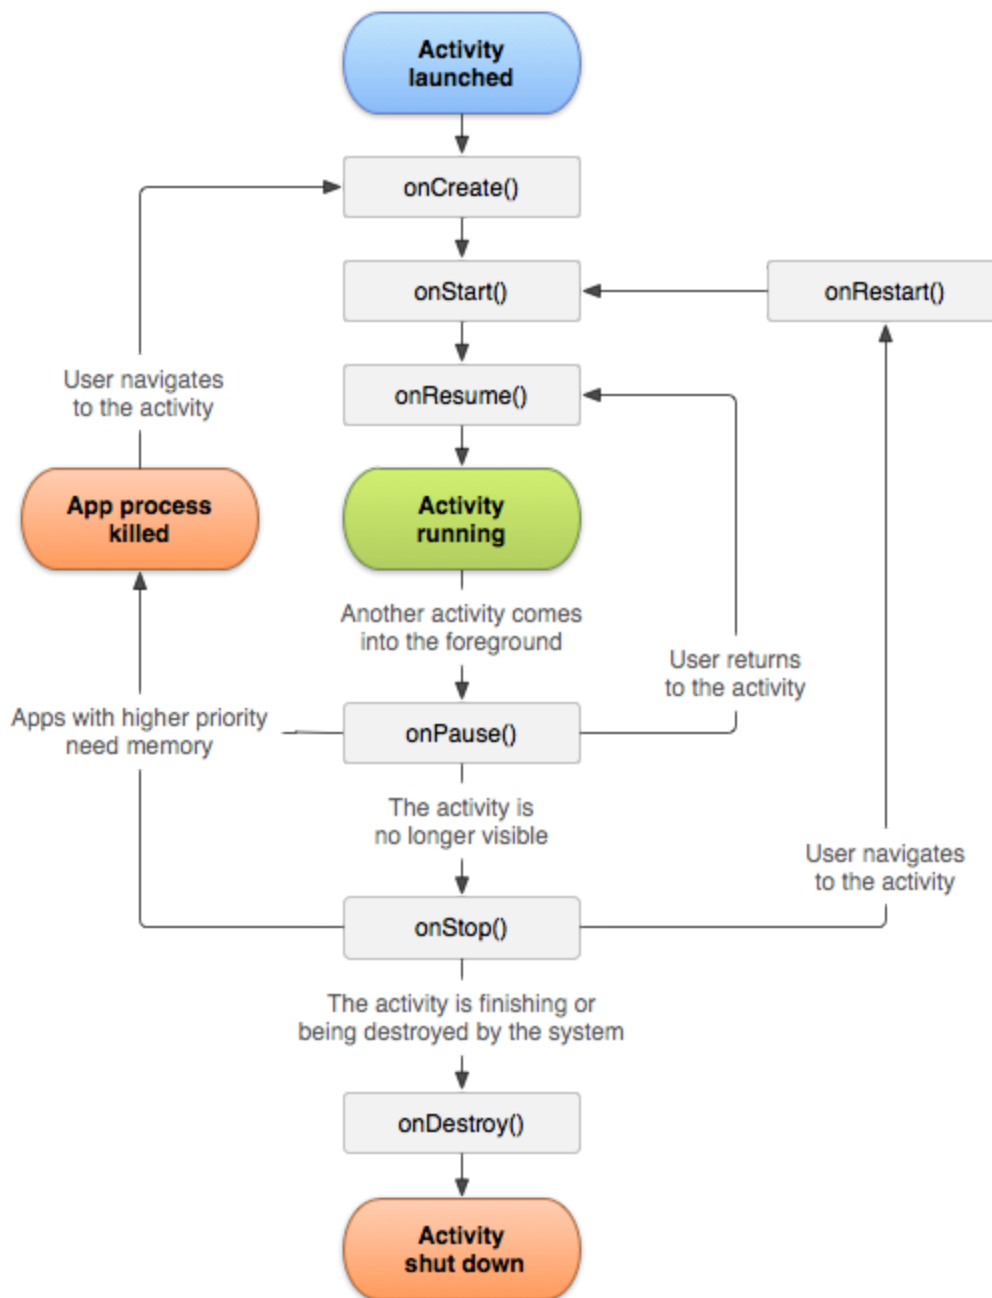 Activity
launched
onCreate()
onStart()
onRestart()
User navigates
to the activity
onResume()
App process
killed
Activity
running
Another activity comes
into the foreground
User returns
to the activity
Apps with higher priority
need memory
onPause()
The activity is
no longer visible
User navigates
to the activity
onStop()
The activity is finishing or
being destroyed by the system
onDestroy()
Activity
shut down